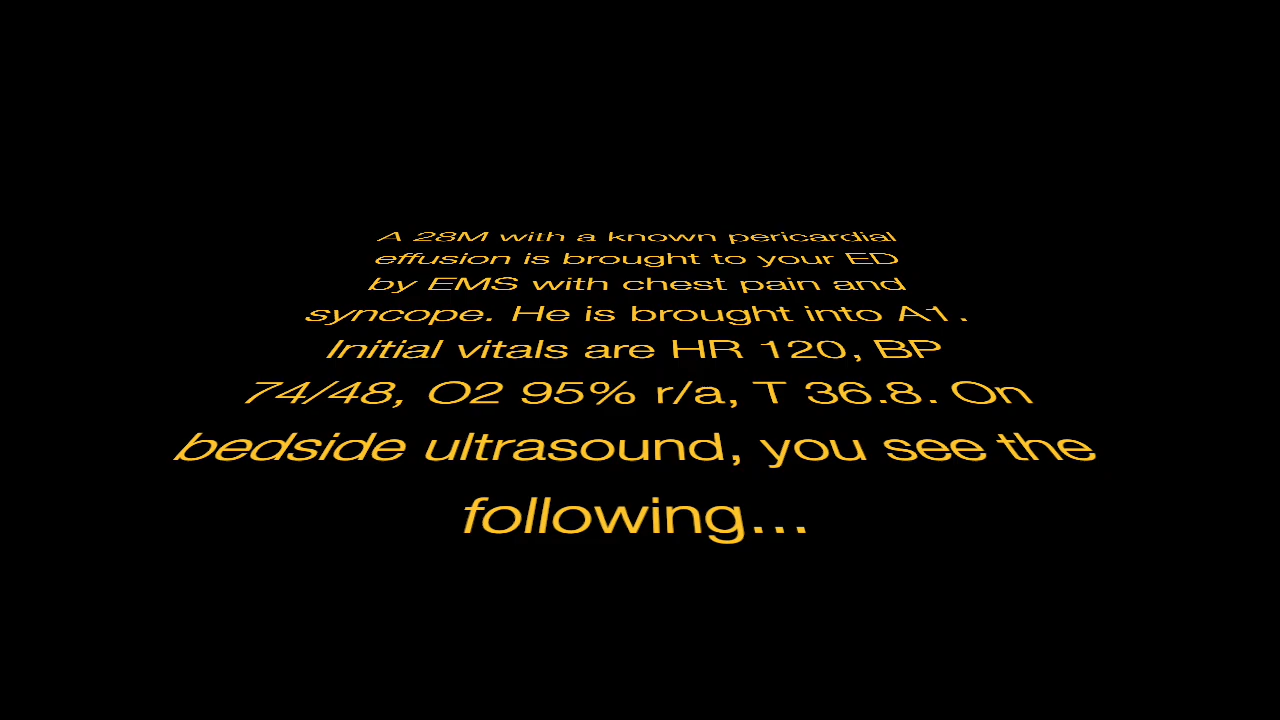 A 28M with a known pericardial
effusion is brought to your ED
by EMS with chest pain and
syncope. He is brought into A1.
Initial vitals are HR 120, BP
74/48, O2 95% r/a, T 36.8. On
bedside ultrasound, you see the
following...